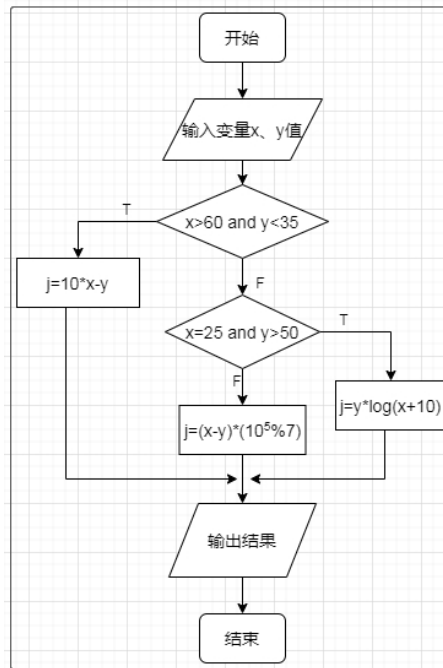 开始
输入变量x、y值
x>60 and y<35
T
j=10*x-y
F
x=25 and y>50
T
F
j=y*log(x+10)
j=(x-y)*(10⁵%7)
输出结果
结束